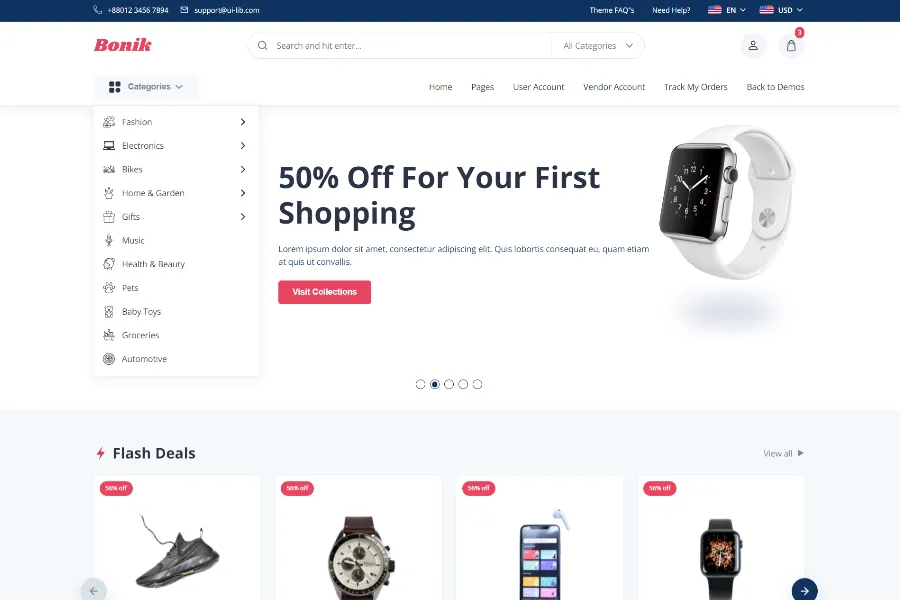 +88012 3456 7894 support@ui-lib.com Theme FAQ"s Need Help? EN USD
Bonik Search and hit enter... All Categories 3
Categories Home Pages User Account Vendor Account Track My Orders Back to Demos
Fashion
Electronics
Bikes
Home & Garden
Gifts
Music
Health & Beauty
Pets
Baby Toys
Groceries
Automotive
50% Off For Your First
Shopping
Lorem ipsum dolor sit amet, consectetur adipiscing elit. Quis lobortis consequat eu, quam etiam
at quis ut convallis.
Visit Collections
Flash Deals View all
56% off 56% off 56% off 56% off